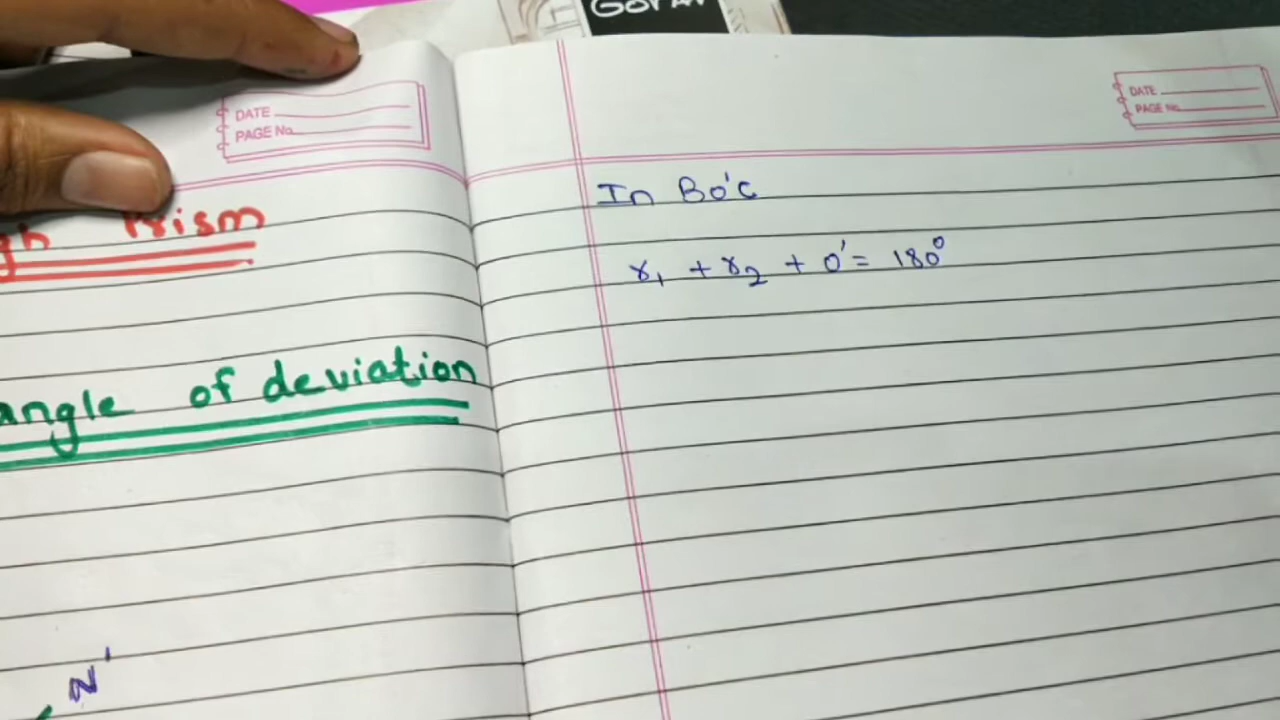 DATE
PAGE No.
Prism
angle of deviation
N'
DATE
PAGE No.
In BO'C
r₁ + r₂ + O' = 180°